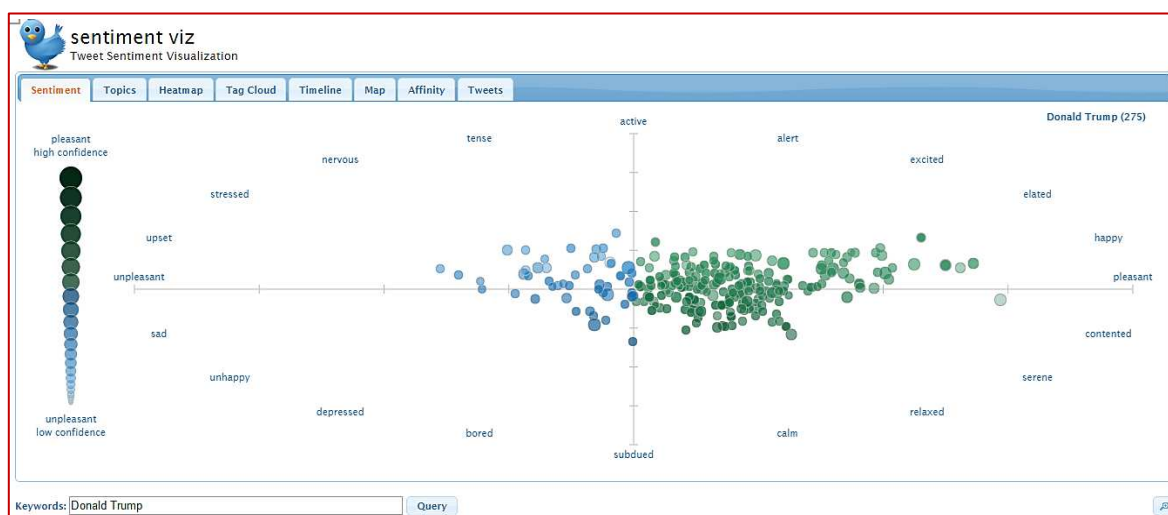 sentiment viz
Tweet Sentiment Visualization
Sentiment Topics Heatmap Tag Cloud Timeline Map Affinity Tweets
Donald Trump (275)
active
tense alert
pleasant
high confidence
nervous excited
stressed elated
upset happy
unpleasant pleasant
sad contented
unhappy serene
depressed relaxed
unpleasant
low confidence
bored calm
subdued
Keywords: Donald Trump Query